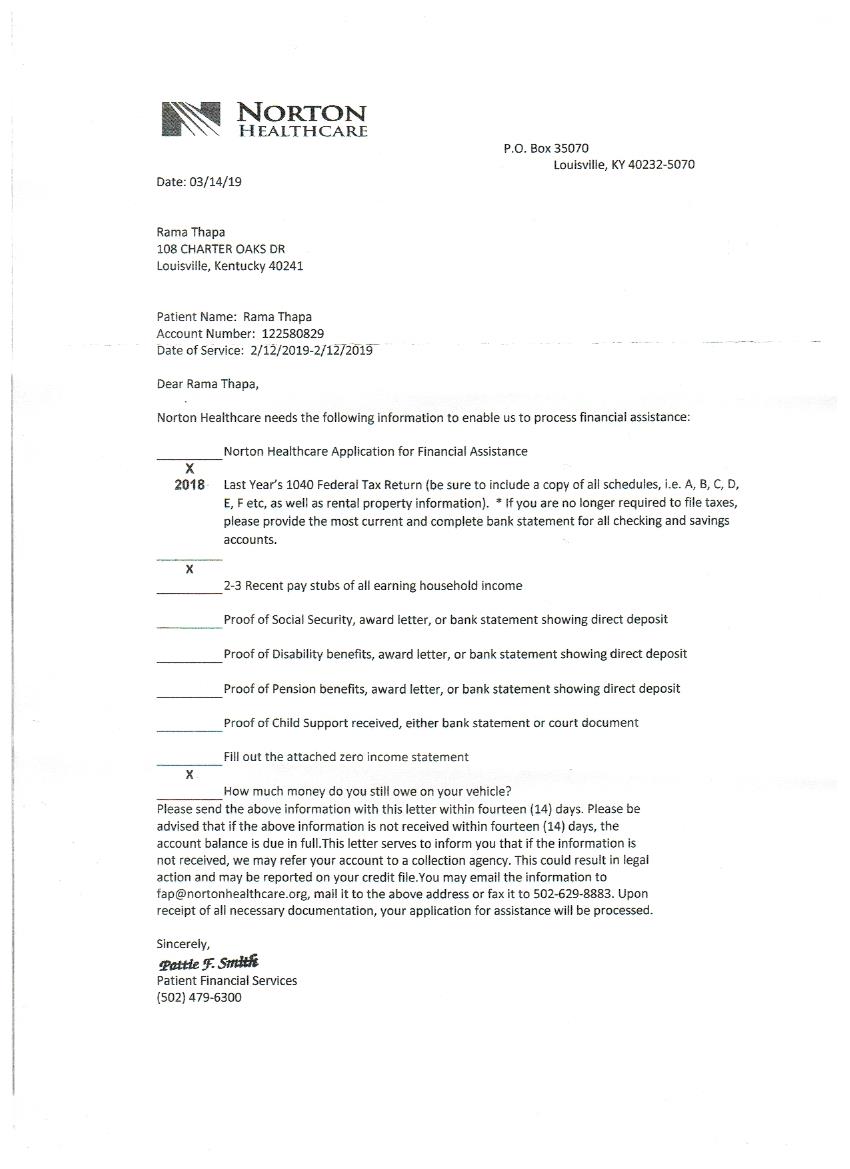 NORTON
HEALTHCARE
P.O. Box 35070
Louisville, KY 40232-5070
Date: 03/14/19
Rama Thapa
108 CHARTER OAKS DR
Louisville, Kentucky 40241
Patient Name: Rama Thapa
Account Number: 122580829
Date of Service: 2/12/2019-2/12/2019
Dear Rama Thapa,
Norton Healthcare needs the following information to enable us to process financial assistance:
________Norton Healthcare Application for Financial Assistance
X
2018 Last Year's 1040 Federal Tax Return (be sure to include a copy of all schedules, i.e. A, B, C, D,
E, F etc, as well as rental property information). * If you are no longer required to file taxes,
please provide the most current and complete bank statement for all checking and savings
accounts.
________
X
________2-3 Recent pay stubs of all earning household income
________Proof of Social Security, award letter, or bank statement showing direct deposit
________Proof of Disability benefits, award letter, or bank statement showing direct deposit
________Proof of Pension benefits, award letter, or bank statement showing direct deposit
________Proof of Child Support received, either bank statement or court document
________Fill out the attached zero income statement
X
________How much money do you still owe on your vehicle?
Please send the above information with this letter within fourteen (14) days. Please be
advised that if the above information is not received within fourteen (14) days, the
account balance is due in full.This letter serves to inform you that if the information is
not received, we may refer your account to a collection agency. This could result in legal
action and may be reported on your credit file.You may email the information to
fap@nortonhealthcare.org, mail it to the above address or fax it to 502-629-8883. Upon
receipt of all necessary documentation, your application for assistance will be processed.
Sincerely,
Pattie F. Smith
Patient Financial Services
(502) 479-6300